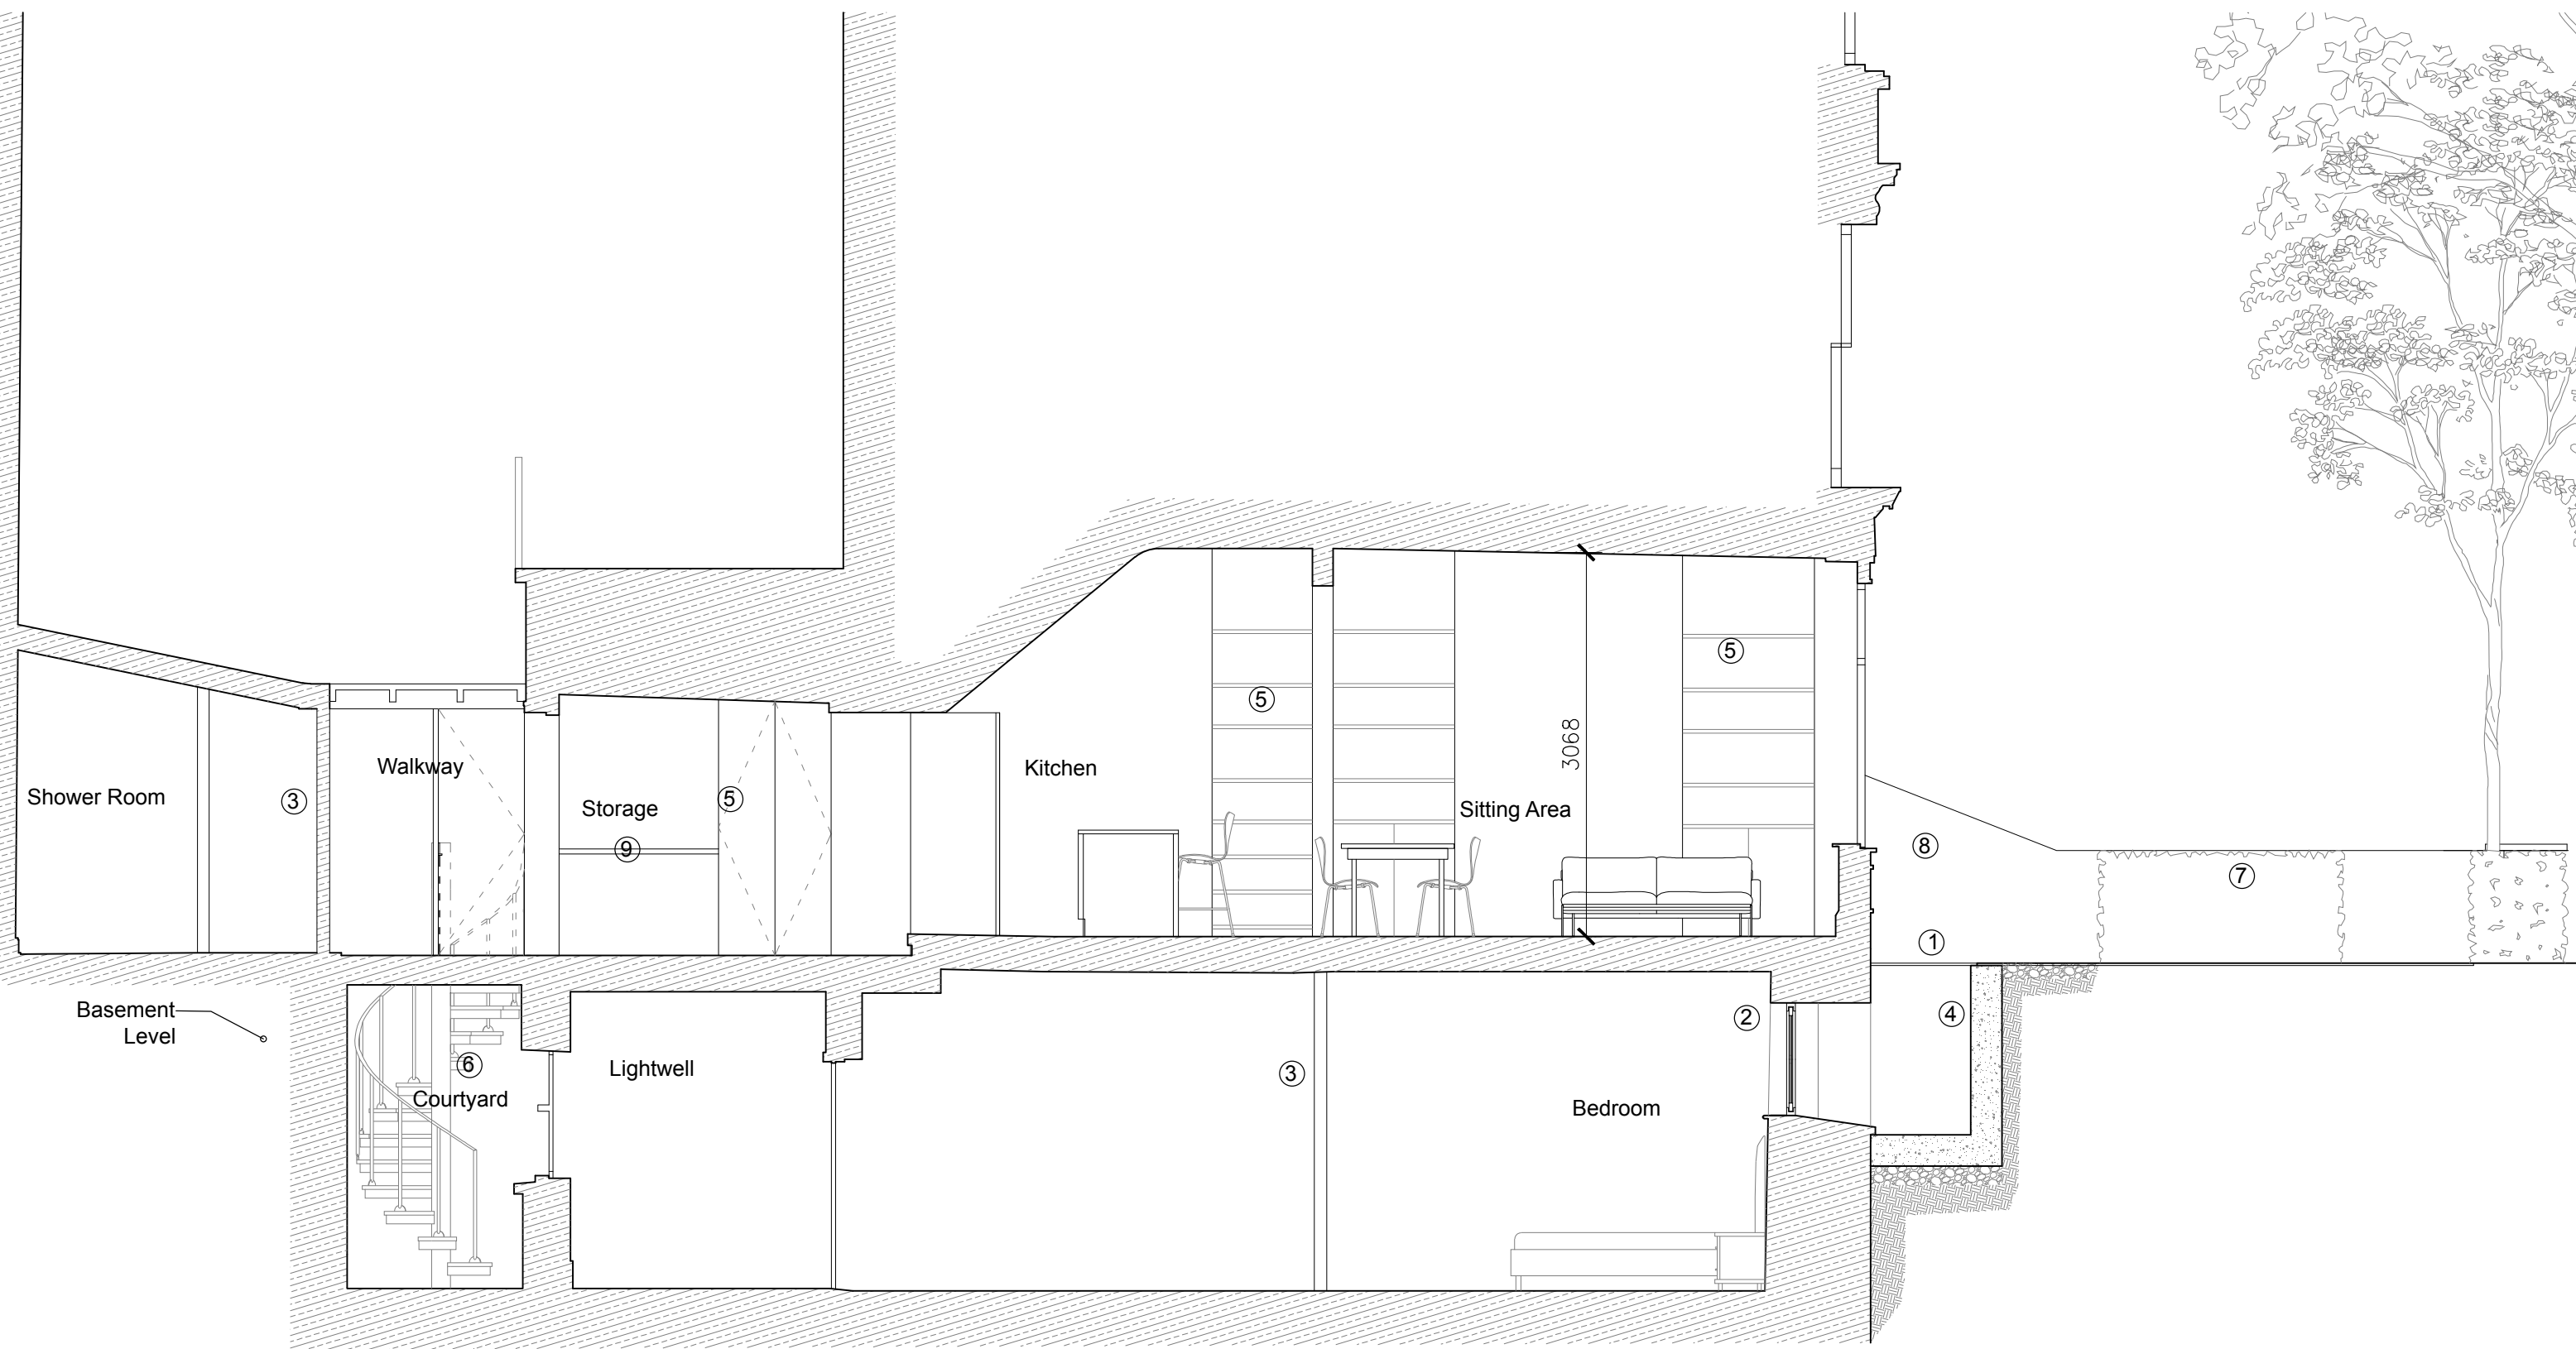 5
5
3068
Walkway
Kitchen
Shower Room
3
5
Storage
Sitting Area
9
8
7
1
Basement
Level
4
2
6
Lightwell
3
Courtyard
Bedroom